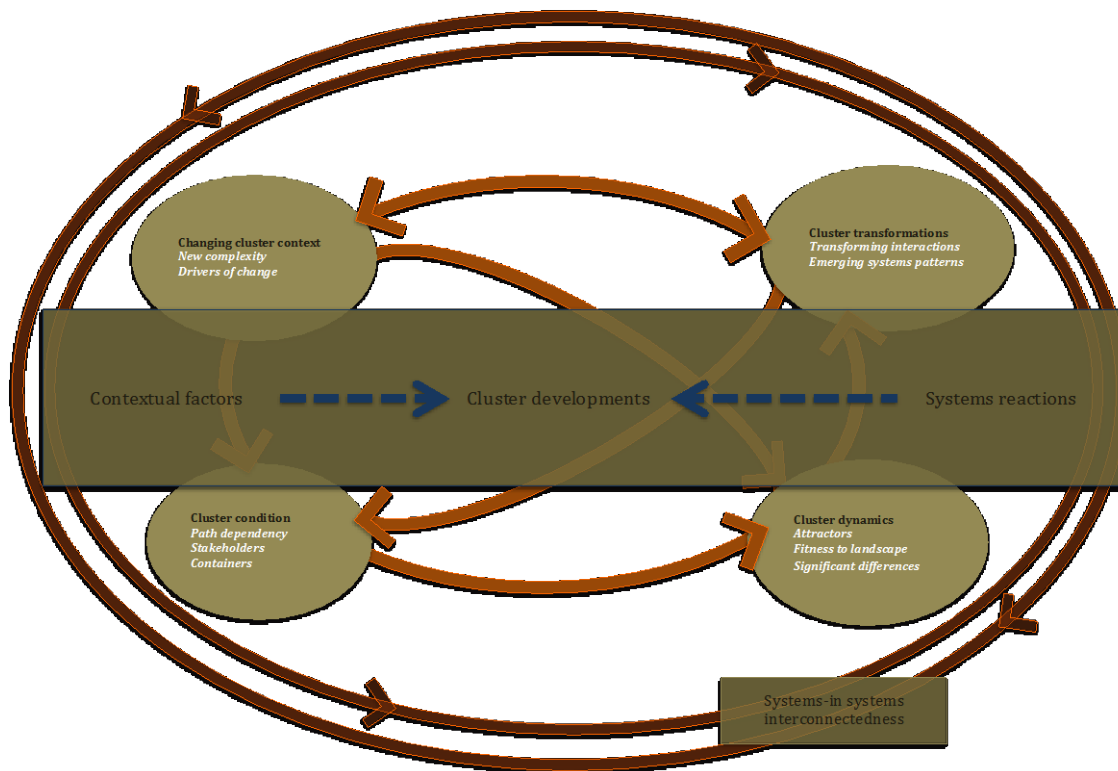 Changing cluster context
New complexity
Drivers of change
Cluster transformations
Transforming interactions
Emerging systems patterns
Contextual factors
Cluster developments
Systems reactions
Cluster condition
Path dependency
Stakeholders
Containers
Cluster dynamics
Attractors
Fitness to landscape
Significant differences
Systems-in systems
interconnectedness